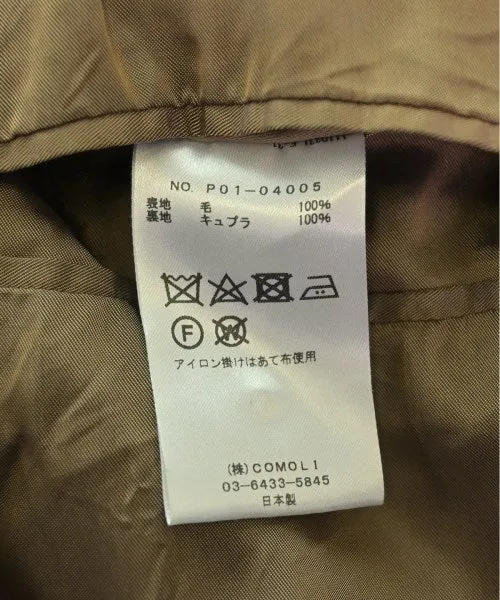 NO. P01-04005
表地 毛 100%
裏地 キュプラ 100%
F W
アイロン掛けはあて布使用
(株)COMOLI
03-6433-5845
日本製